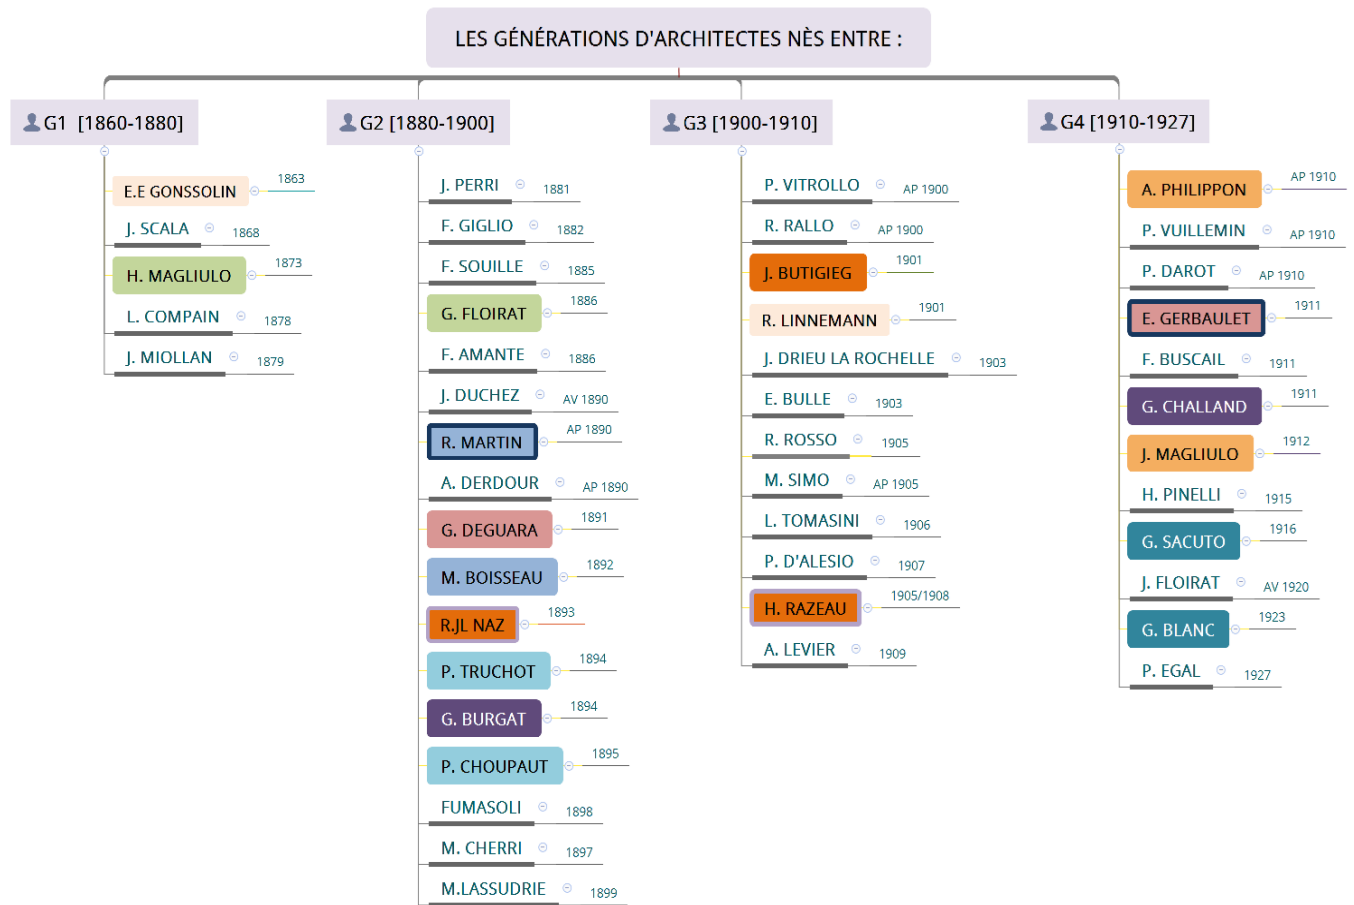 LES GÉNÉRATIONS D'ARCHITECTES NÈS ENTRE :
G1 [1860-1880]
E.E GONSSOLIN 1863
J. SCALA 1868
H. MAGLIULO 1873
L. COMPAIN 1878
J. MIOLLAN 1879
G2 [1880-1900]
J. PERRI 1881
F. GIGLIO 1882
F. SOUILLE 1885
G. FLOIRAT 1886
F. AMANTE 1886
J. DUCHEZ AV 1890
R. MARTIN AP 1890
A. DERDOUR AP 1890
G. DEGUARA 1891
M. BOISSEAU 1892
R.JL NAZ 1893
P. TRUCHOT 1894
G. BURGAT 1894
P. CHOUPAUT 1895
FUMASOLI 1898
M. CHERRI 1897
M.LASSUDRIE 1899
G3 [1900-1910]
P. VITROLLO AP 1900
R. RALLO AP 1900
J. BUTIGIEG 1901
R. LINNEMANN 1901
J. DRIEU LA ROCHELLE 1903
E. BULLE 1903
R. ROSSO 1905
M. SIMO AP 1905
L. TOMASINI 1906
P. D'ALESIO 1907
H. RAZEAU 1905/1908
A. LEVIER 1909
G4 [1910-1927]
A. PHILIPPON AP 1910
P. VUILLEMIN AP 1910
P. DAROT AP 1910
E. GERBAULET 1911
F. BUSCAIL 1911
G. CHALLAND 1911
J. MAGLIULO 1912
H. PINELLI 1915
G. SACUTO 1916
J. FLOIRAT AV 1920
G. BLANC 1923
P. EGAL 1927